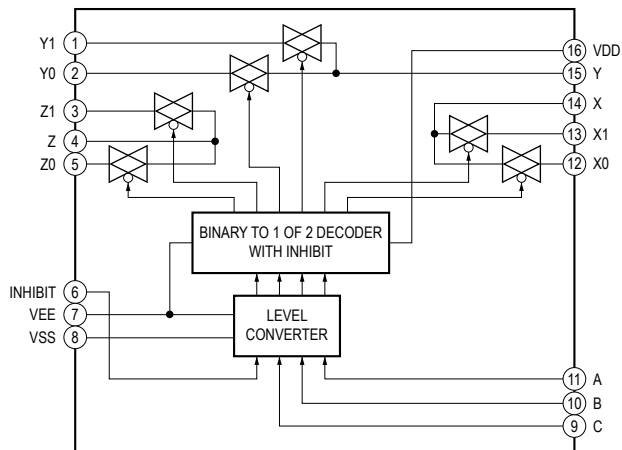 Y1 1
Y0 2
Z1 3
Z 4
Z0 5
16 VDD
15 Y
14 X
13 X1
12 X0
BINARY TO 1 OF 2 DECODER
WITH INHIBIT
INHIBIT 6
VEE 7
VSS 8
LEVEL
CONVERTER
11 A
10 B
9 C